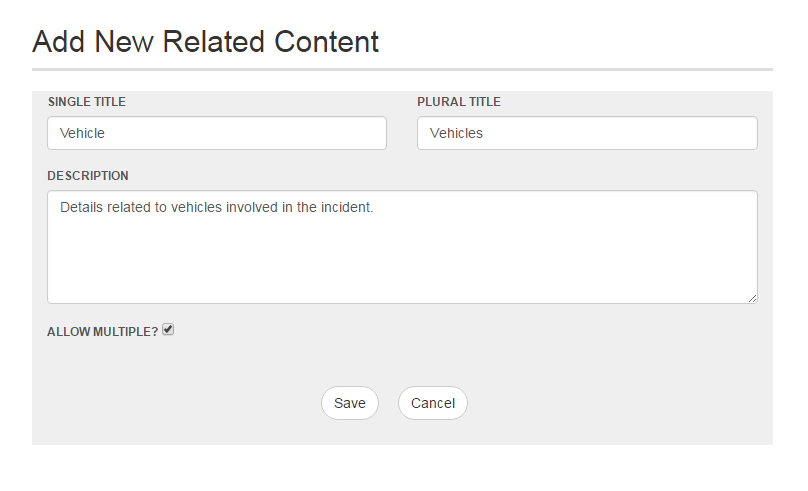 Add New Related Content
SINGLE TITLE
PLURAL TITLE
Vehicle
Vehicles
DESCRIPTION
Details related to vehicles involved in the incident.
ALLOW MULTIPLE?
Save
Cancel